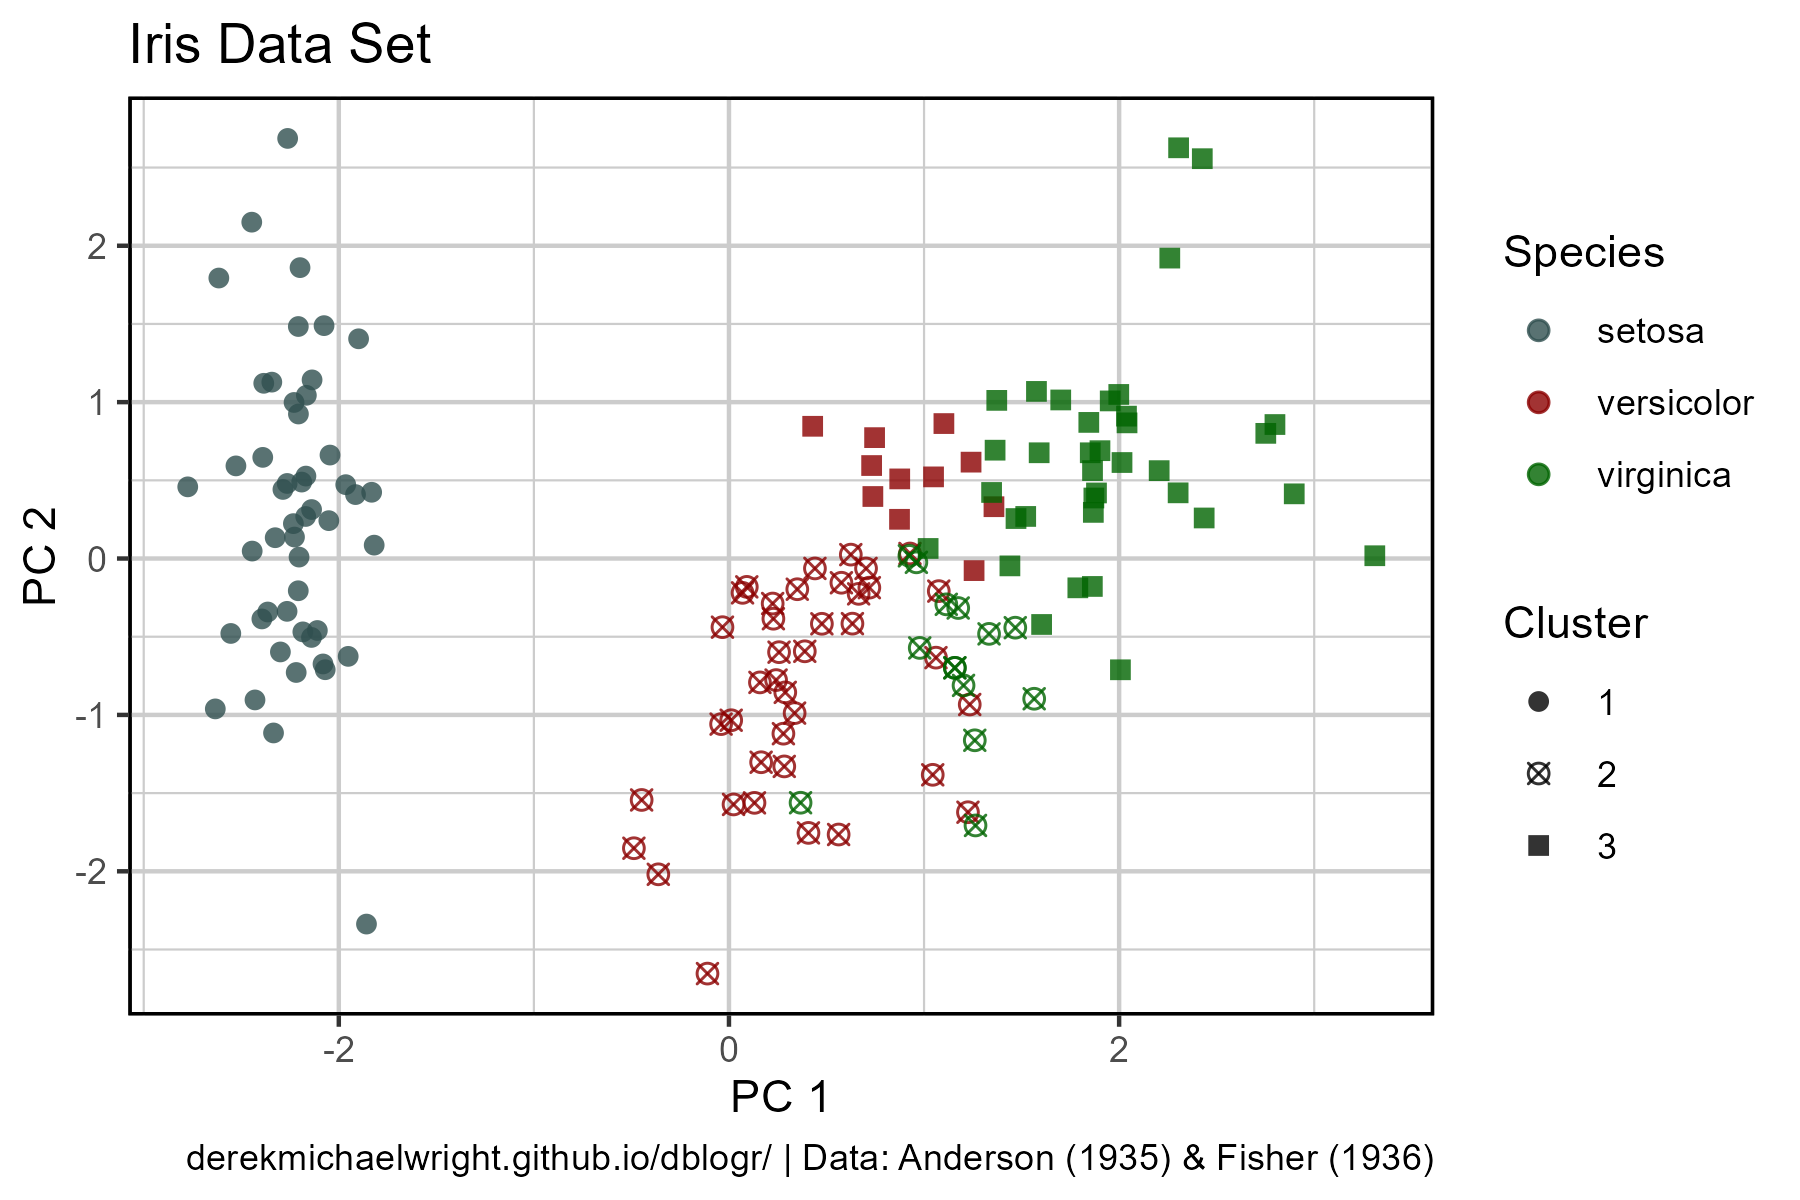 Iris Data Set
PC 2
2
1
0
-1
-2
-2
0
2
PC 1
Species
setosa
versicolor
virginica
Cluster
1
2
3
derekmichaelwright.github.io/dblogr/ | Data: Anderson (1935) & Fisher (1936)